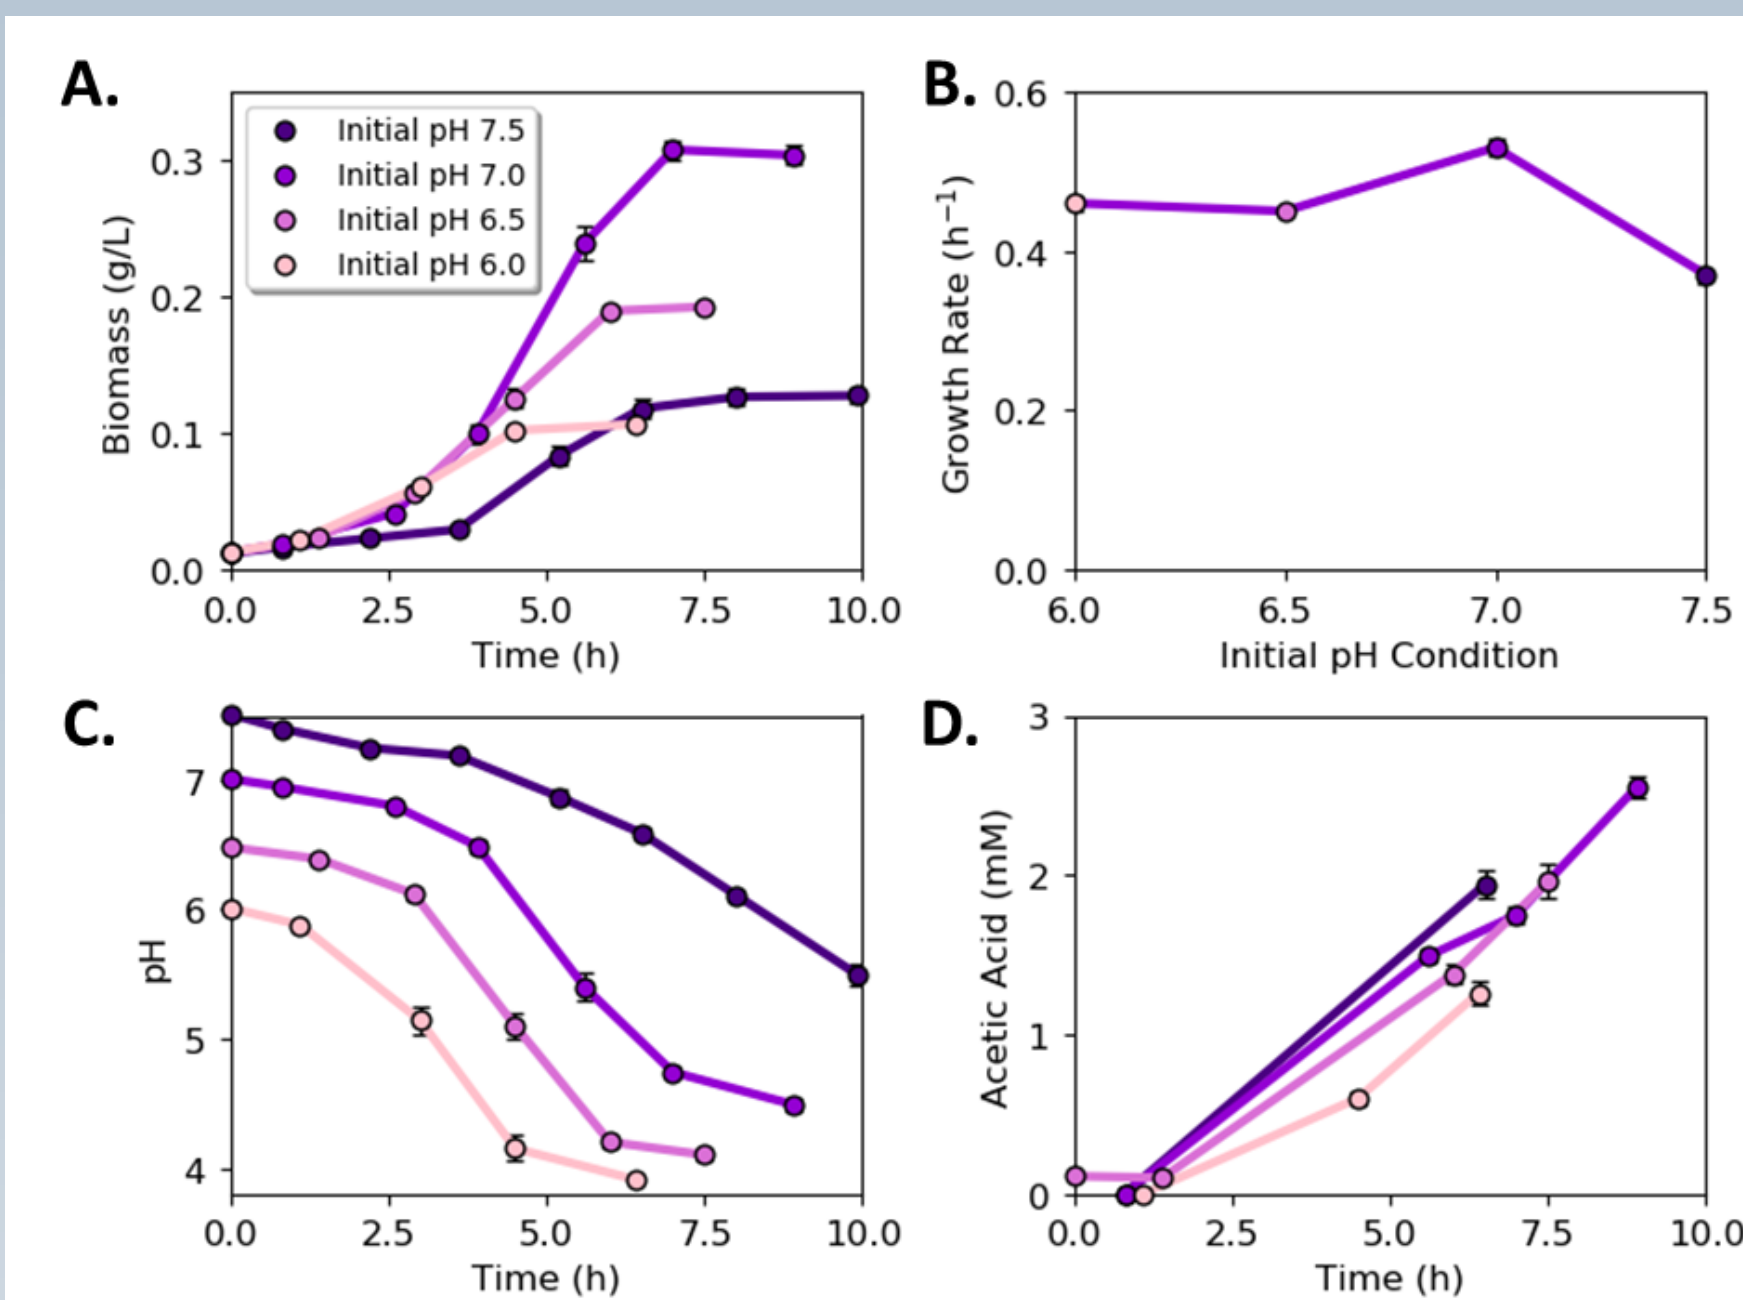 A.
Initial pH 7.5
Initial pH 7.0
Initial pH 6.5
Initial pH 6.0
Biomass (g/L)
0.3
0.2
0.1
0.0
0.0 2.5 5.0 7.5 10.0
Time (h)
B.
Growth Rate (h⁻¹)
0.6
0.4
0.2
0.0
6.0 6.5 7.0 7.5
Initial pH Condition
C.
pH
7
6
5
4
0.0 2.5 5.0 7.5 10.0
Time (h)
D.
Acetic Acid (mM)
3
2
1
0
0.0 2.5 5.0 7.5 10.0
Time (h)